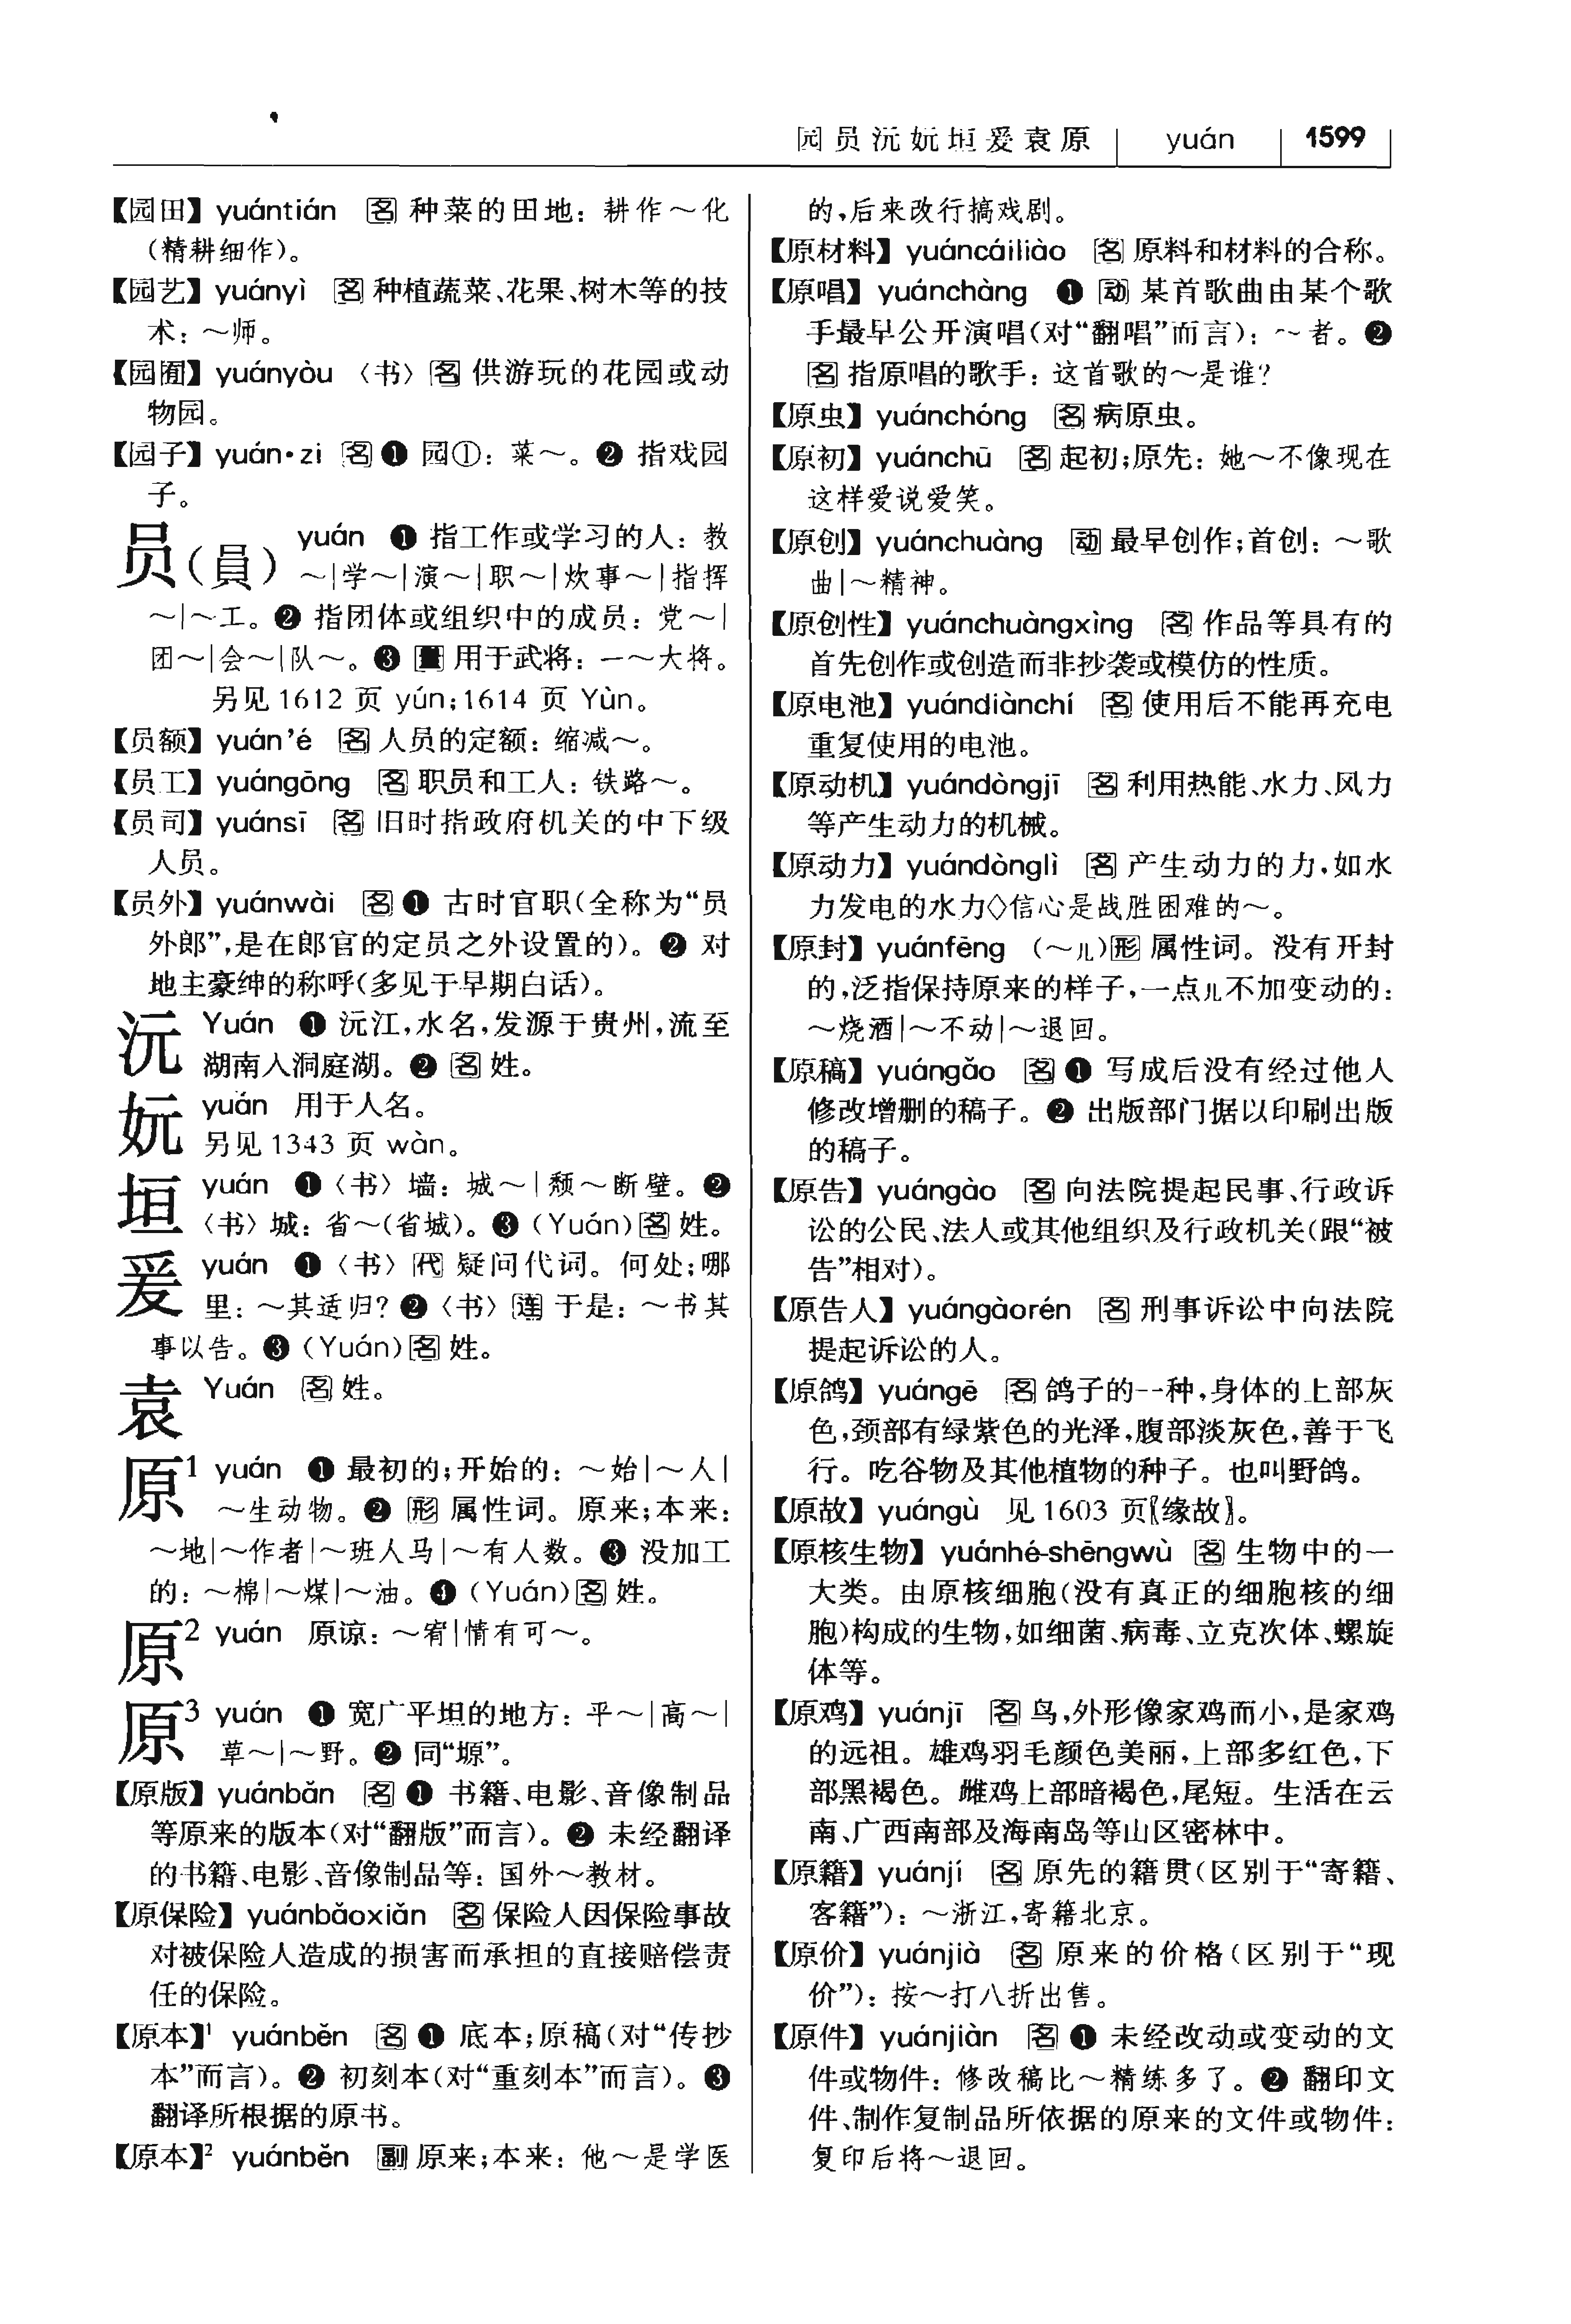 园员沅妧垣爰袁原 yuán 1599
【园田】yuántián 名 种菜的田地：耕作～化
（精耕细作）。
【园艺】yuányì 名 种植蔬菜、花果、树木等的技
术：～师。
【园囿】yuányòu 〈书〉名 供游玩的花园或动
物园。
【园子】yuán·zi 名 ❶ 园①：菜～。❷ 指戏园
子。
员（員） yuán ❶ 指工作或学习的人：教
～|学～|演～|职～|炊事～|指挥
～|～工。❷ 指团体或组织中的成员：党～|
团～|会～|队～。❸ 量 用于武将：一～大将。
另见1612 页 yún；1614 页 Yùn。
【员额】yuán’é 名 人员的定额：缩减～。
【员工】yuángōng 名 职员和工人：铁路～。
【员司】yuánsī 名 旧时指政府机关的中下级
人员。
【员外】yuánwài 名 ❶ 古时官职（全称为“员
外郎”，是在郎官的定员之外设置的）。❷ 对
地主豪绅的称呼（多见于早期白话）。
沅 Yuán ❶ 沅江，水名，发源于贵州，流至
湖南入洞庭湖。❷ 名 姓。
妧 yuán 用于人名。
另见1343 页 wàn。
垣 yuán ❶〈书〉墙：城～|颓～断壁。❷
〈书〉城：省～（省城）。❸（Yuán）名 姓。
爰 yuán ❶〈书〉代 疑问代词。何处；哪
里：～其适归？❷〈书〉连 于是：～书其
事以告。❸（Yuán）名 姓。
袁 Yuán 名 姓。
原1 yuán ❶ 最初的；开始的：～始|～人|
～生动物。❷ 形 属性词。原来；本来：
～地|～作者|～班人马|～有人数。❸ 没加工
的：～棉|～煤|～油。❹（Yuán）名 姓。
原2 yuán 原谅：～宥|情有可～。
原3 yuán ❶ 宽广平坦的地方：平～|高～|
草～|～野。❷ 同“塬”。
【原版】yuánbǎn 名 ❶ 书籍、电影、音像制品
等原来的版本（对“翻版”而言）。❷ 未经翻译
的书籍、电影、音像制品等：国外～教材。
【原保险】yuánbǎoxiǎn 名 保险人因保险事故
对被保险人造成的损害而承担的直接赔偿责
任的保险。
【原本】1 yuánběn 名 ❶ 底本；原稿（对“传抄
本”而言）。❷ 初刻本（对“重刻本”而言）。❸
翻译所根据的原书。
【原本】2 yuánběn 副 原来；本来：他～是学医
的，后来改行搞戏剧。
【原材料】yuáncáiliào 名 原料和材料的合称。
【原唱】yuánchàng ❶ 动 某首歌曲由某个歌
手最早公开演唱（对“翻唱”而言）：～者。❷
名 指原唱的歌手：这首歌的～是谁？
【原虫】yuánchóng 名 病原虫。
【原初】yuánchū 名 起初；原先：她～不像现在
这样爱说爱笑。
【原创】yuánchuàng 动 最早创作；首创：～歌
曲|～精神。
【原创性】yuánchuàngxìng 名 作品等具有的
首先创作或创造而非抄袭或模仿的性质。
【原电池】yuándiànchí 名 使用后不能再充电
重复使用的电池。
【原动机】yuándòngjī 名 利用热能、水力、风力
等产生动力的机械。
【原动力】yuándònglì 名 产生动力的力，如水
力发电的水力◇信心是战胜困难的～。
【原封】yuánfēng （～儿）形 属性词。没有开封
的，泛指保持原来的样子，一点儿不加变动的：
～烧酒|～不动|～退回。
【原稿】yuángǎo 名 ❶ 写成后没有经过他人
修改增删的稿子。❷ 出版部门据以印刷出版
的稿子。
【原告】yuángào 名 向法院提起民事、行政诉
讼的公民、法人或其他组织及行政机关（跟“被
告”相对）。
【原告人】yuángàorén 名 刑事诉讼中向法院
提起诉讼的人。
【原鸽】yuángē 名 鸽子的一种，身体的上部灰
色，颈部有绿紫色的光泽，腹部淡灰色，善于飞
行。吃谷物及其他植物的种子。也叫野鸽。
【原故】yuángù 见1603 页〖缘故〗。
【原核生物】yuánhé-shēngwù 名 生物中的一
大类。由原核细胞（没有真正的细胞核的细
胞）构成的生物，如细菌、病毒、立克次体、螺旋
体等。
【原鸡】yuánjī 名 鸟，外形像家鸡而小，是家鸡
的远祖。雄鸡羽毛颜色美丽，上部多红色，下
部黑褐色。雌鸡上部暗褐色，尾短。生活在云
南、广西南部及海南岛等山区密林中。
【原籍】yuánjí 名 原先的籍贯（区别于“寄籍、
客籍”）：～浙江，寄籍北京。
【原价】yuánjià 名 原来的价格（区别于“现
价”）：按～打八折出售。
【原件】yuánjiàn 名 ❶ 未经改动或变动的文
件或物件：修改稿比～精练多了。❷ 翻印文
件、制作复制品所依据的原来的文件或物件：
复印后将～退回。